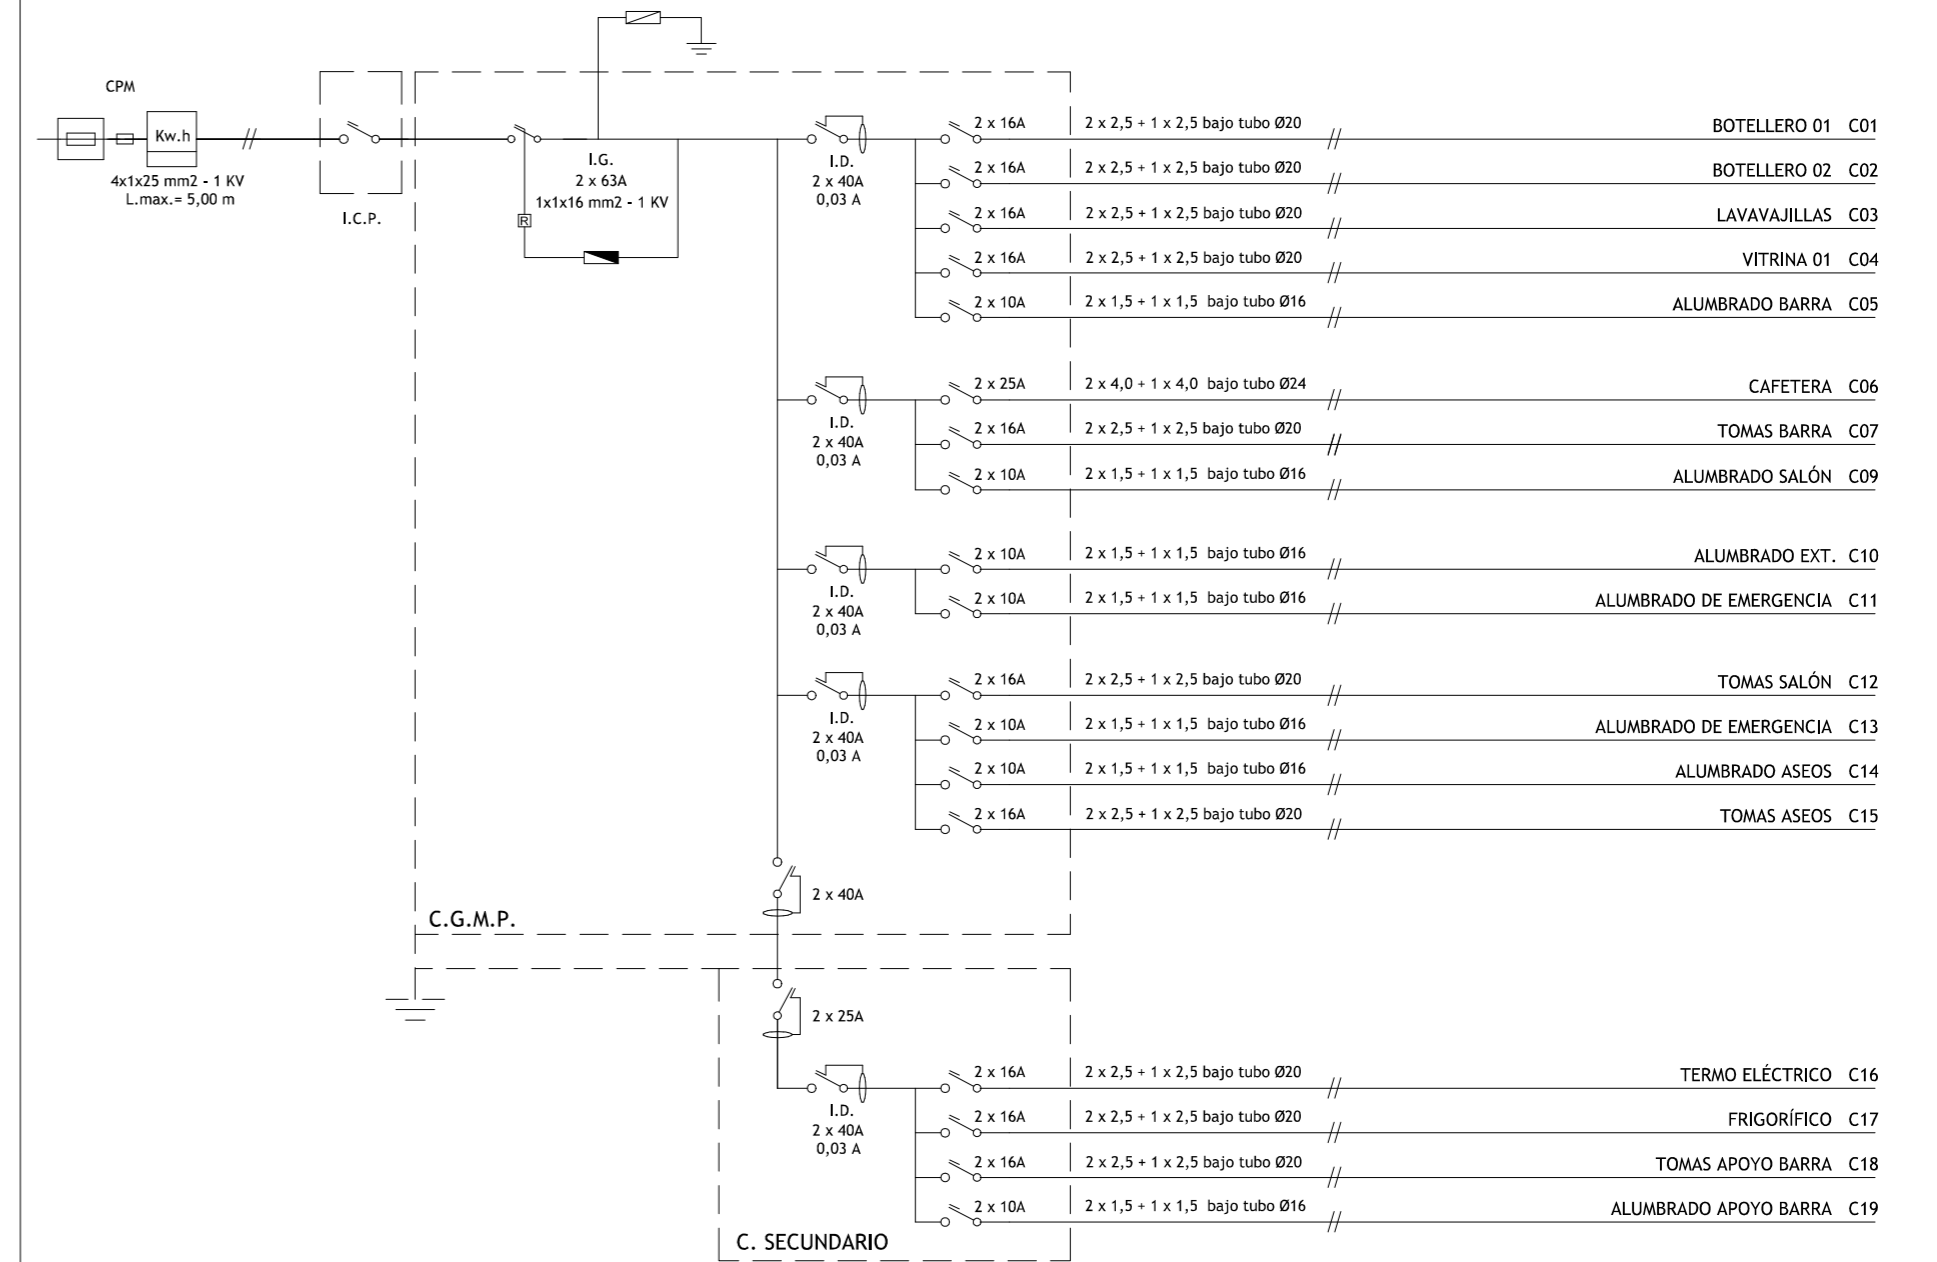 CPM
Kw.h
4x1x25 mm2 - 1 KV
L.max.= 5,00 m
I.C.P.
I.G.
2 x 63A
1x1x16 mm2 - 1 KV
R
I.D.
2 x 40A
0,03 A
2 x 16A 2 x 2,5 + 1 x 2,5 bajo tubo Ø20 BOTELLERO 01 C01
2 x 16A 2 x 2,5 + 1 x 2,5 bajo tubo Ø20 BOTELLERO 02 C02
2 x 16A 2 x 2,5 + 1 x 2,5 bajo tubo Ø20 LAVAVAJILLAS C03
2 x 16A 2 x 2,5 + 1 x 2,5 bajo tubo Ø20 VITRINA 01 C04
2 x 10A 2 x 1,5 + 1 x 1,5 bajo tubo Ø16 ALUMBRADO BARRA C05
I.D.
2 x 40A
0,03 A
2 x 25A 2 x 4,0 + 1 x 4,0 bajo tubo Ø24 CAFETERA C06
2 x 16A 2 x 2,5 + 1 x 2,5 bajo tubo Ø20 TOMAS BARRA C07
2 x 10A 2 x 1,5 + 1 x 1,5 bajo tubo Ø16 ALUMBRADO SALÓN C09
I.D.
2 x 40A
0,03 A
2 x 10A 2 x 1,5 + 1 x 1,5 bajo tubo Ø16 ALUMBRADO EXT. C10
2 x 10A 2 x 1,5 + 1 x 1,5 bajo tubo Ø16 ALUMBRADO DE EMERGENCIA C11
I.D.
2 x 40A
0,03 A
2 x 16A 2 x 2,5 + 1 x 2,5 bajo tubo Ø20 TOMAS SALÓN C12
2 x 10A 2 x 1,5 + 1 x 1,5 bajo tubo Ø16 ALUMBRADO DE EMERGENCIA C13
2 x 10A 2 x 1,5 + 1 x 1,5 bajo tubo Ø16 ALUMBRADO ASEOS C14
2 x 16A 2 x 2,5 + 1 x 2,5 bajo tubo Ø20 TOMAS ASEOS C15
2 x 40A
C.G.M.P.
2 x 25A
I.D.
2 x 40A
0,03 A
2 x 16A 2 x 2,5 + 1 x 2,5 bajo tubo Ø20 TERMO ELÉCTRICO C16
2 x 16A 2 x 2,5 + 1 x 2,5 bajo tubo Ø20 FRIGORÍFICO C17
2 x 16A 2 x 2,5 + 1 x 2,5 bajo tubo Ø20 TOMAS APOYO BARRA C18
2 x 10A 2 x 1,5 + 1 x 1,5 bajo tubo Ø16 ALUMBRADO APOYO BARRA C19
C. SECUNDARIO